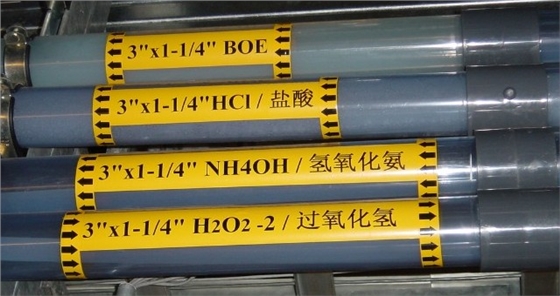 3"x1-1/4" BOE
3"x1-1/4"HCl / 盐酸
3"x1-1/4" NH4OH / 氢氧化氨
3"x1-1/4" H2O2 -2 / 过氧化氢